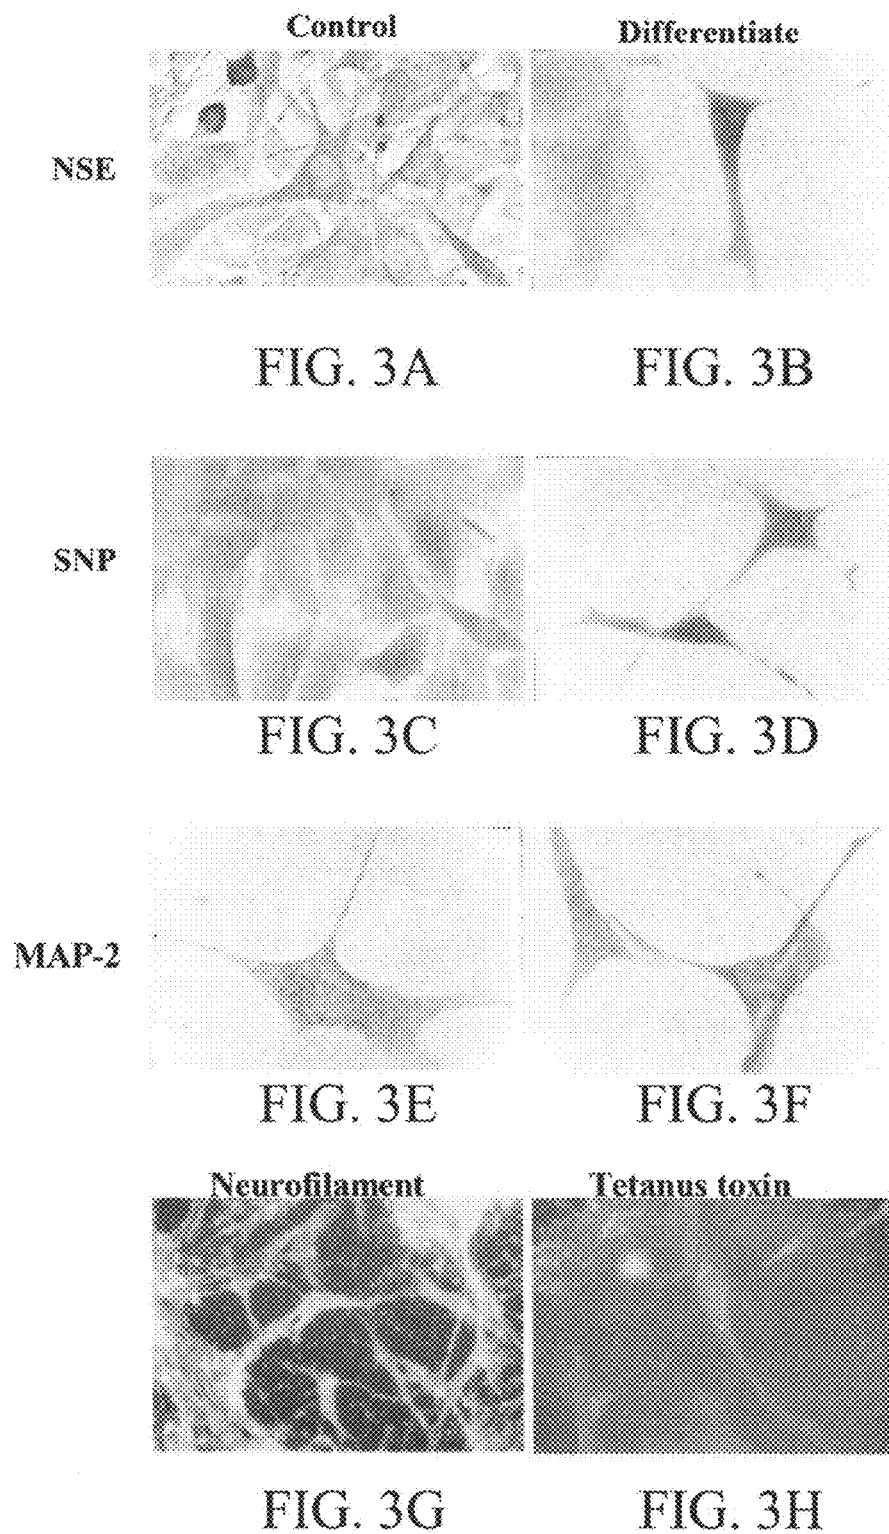 Control Differentiate
NSE
FIG. 3A FIG. 3B
SNP
FIG. 3C FIG. 3D
MAP-2
FIG. 3E FIG. 3F
Neurofilament Tetanus toxin
FIG. 3G FIG. 3H